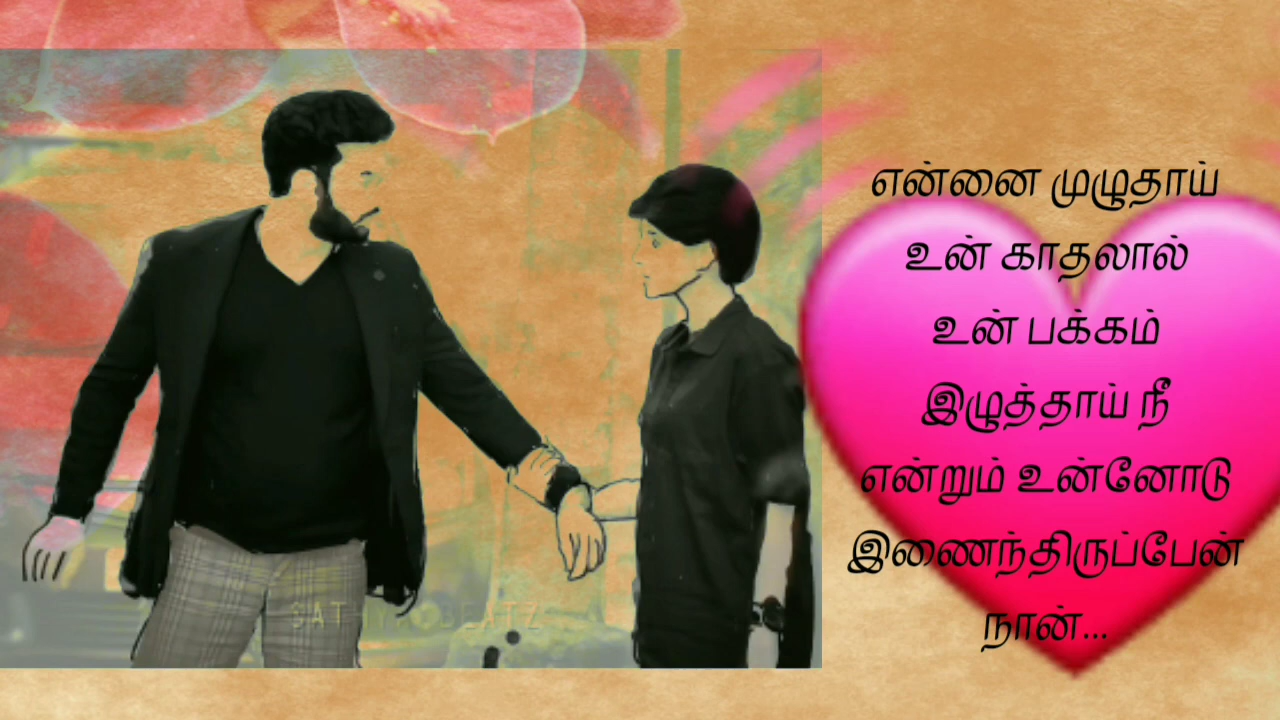 என்னை முழுதாய்
உன் காதலால்
உன் பக்கம்
இழுத்தாய் நீ
என்றும் உன்னோடு
இணைந்திருப்பேன்
நான்...